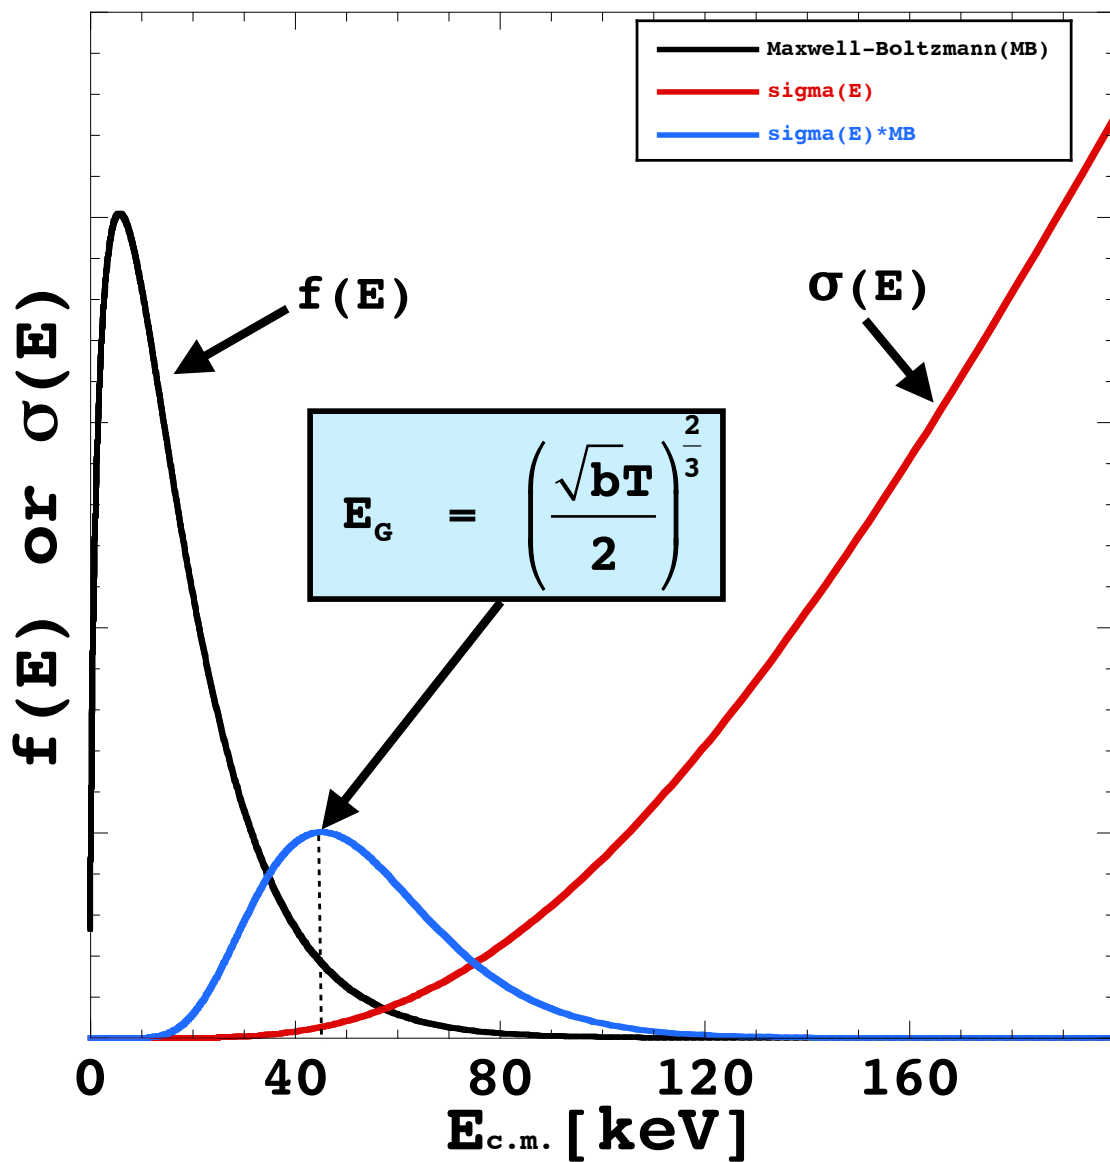 Maxwell-Boltzmann(MB)
sigma(E)
sigma(E)*MB
f(E)
σ(E)
E_G = (√bT/2)^(2/3)
f(E) or σ(E)
0 40 80 120 160
Ec.m.[keV]